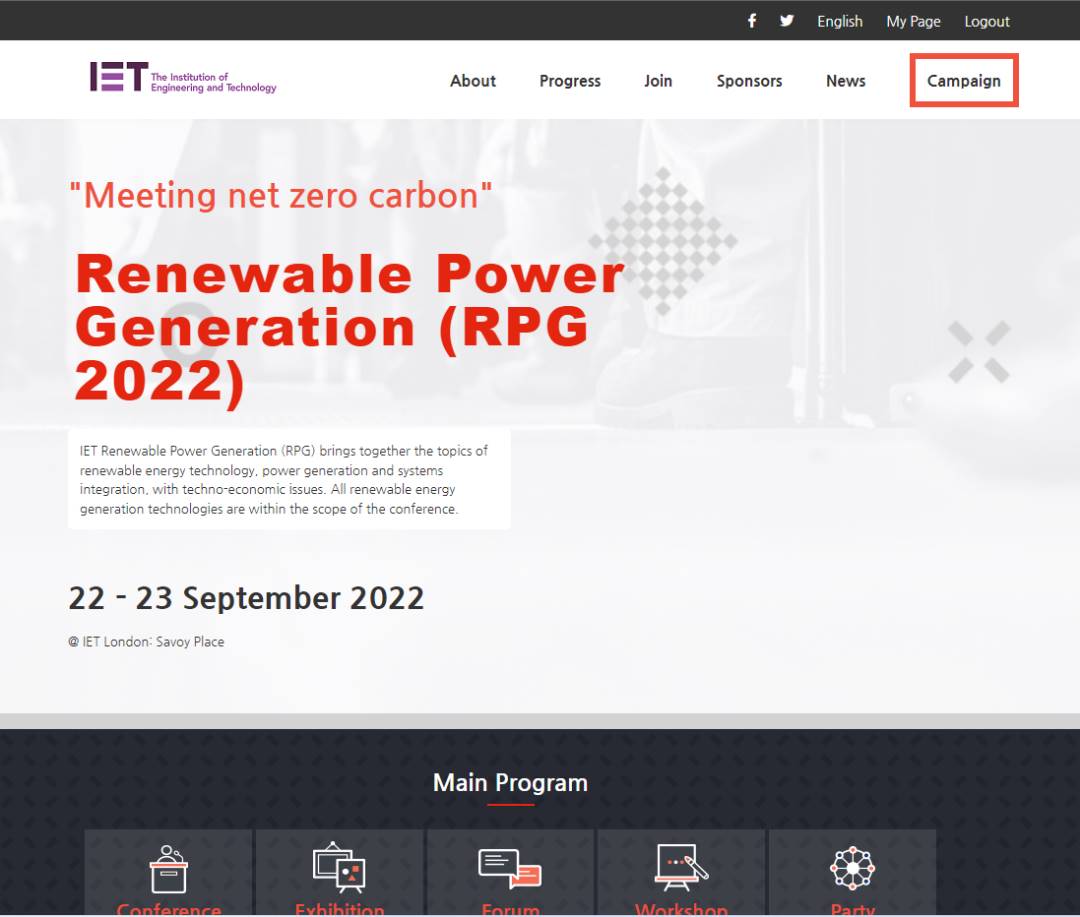 English My Page Logout
IET The Institution of
Engineering and Technology
About Progress Join Sponsors News Campaign
"Meeting net zero carbon"
Renewable Power
Generation (RPG
2022)
IET Renewable Power Generation (RPG) brings together the topics of
renewable energy technology, power generation and systems
integration, with techno-economic issues. All renewable energy
generation technologies are within the scope of the conference.
22 - 23 September 2022
@ IET London: Savoy Place
Main Program
Conference Exhibition Forum Workshop Party